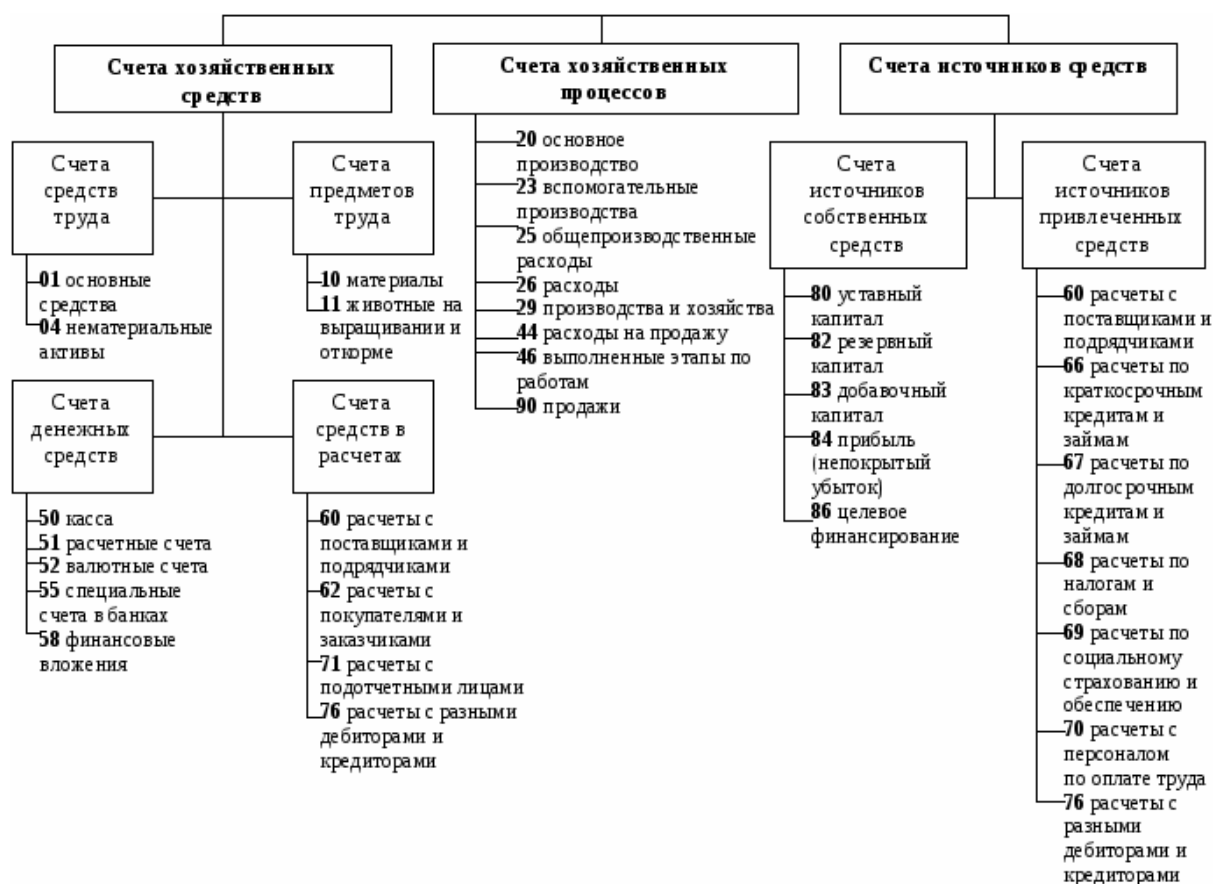 Счета хозяйственных
средств
Счета хозяйственных
процессов
Счета источников средств
Счета
средств
труда
Счета
предметов
труда
01 основные
средства
04 нематериальные
активы
10 материалы
11 животные на
выращивании и
откорме
Счета
денежных
средств
Счета
средств в
расчетах
50 касса
51 расчетные счета
52 валютные счета
55 специальные
счета в банках
58 финансовые
вложения
60 расчеты с
поставщиками и
подрядчиками
62 расчеты с
покупателями и
заказчиками
71 расчеты с
подотчетными лицами
76 расчеты с разными
дебиторами и
кредиторами
20 основное
производство
23 вспомогательные
производства
25 общепроизводственные
расходы
26 расходы
29 производства и хозяйства
44 расходы на продажу
46 выполненные этапы по
работам
90 продажи
Счета
источников
собственных
средств
Счета
источников
привлеченных
средств
80 уставный
капитал
82 резервный
капитал
83 добавочный
капитал
84 прибыль
(непокрытый
убыток)
86 целевое
финансирование
60 расчеты с
поставщиками и
подрядчиками
66 расчеты по
краткосрочным
кредитам и
займам
67 расчеты по
долгосрочным
кредитам и
займам
68 расчеты по
налогам и
сборам
69 расчеты по
социальному
страхованию и
обеспечению
70 расчеты с
персоналом
по оплате труда
76 расчеты с
разными
дебиторами и
кредиторами